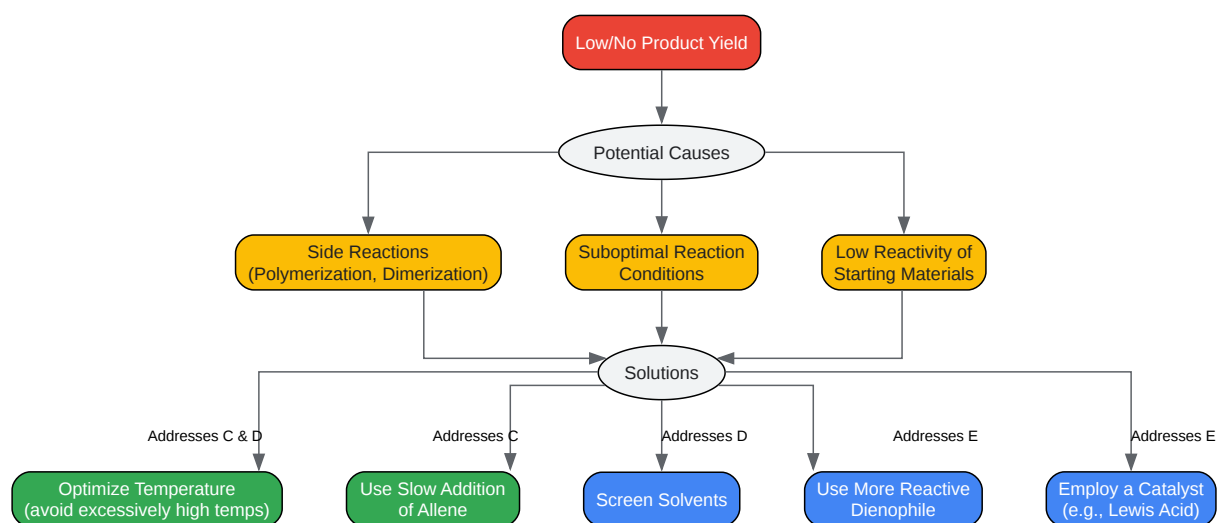 Low/No Product Yield
Potential Causes
Side Reactions
(Polymerization, Dimerization)
Suboptimal Reaction
Conditions
Low Reactivity of
Starting Materials
Solutions
Addresses C & D
Addresses C
Addresses D
Addresses E
Addresses E
Optimize Temperature
(avoid excessively high temps)
Use Slow Addition
of Allene
Screen Solvents
Use More Reactive
Dienophile
Employ a Catalyst
(e.g., Lewis Acid)